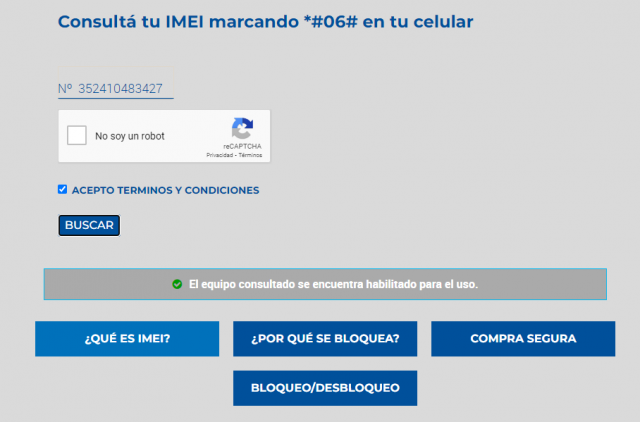 Consultá tu IMEI marcando *#06# en tu celular
Nº 352410483427
No soy un robot
reCAPTCHA
Privacidad - Términos
ACEPTO TERMINOS Y CONDICIONES
BUSCAR
El equipo consultado se encuentra habilitado para el uso.
¿QUÉ ES IMEI? ¿POR QUÉ SE BLOQUEA? COMPRA SEGURA
BLOQUEO/DESBLOQUEO